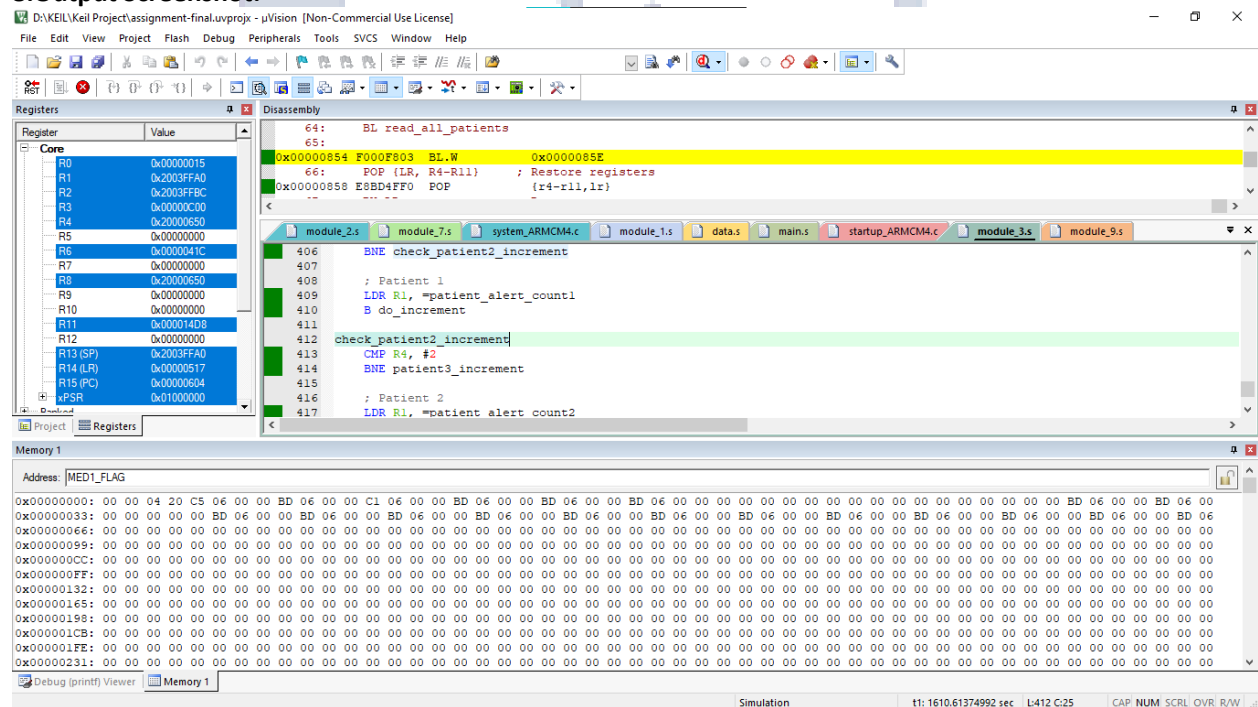 Output Screenshot:
D:\KEIL\Keil Project\assignment-final.uvprojx - µVision [Non-Commercial Use License]
File Edit View Project Flash Debug Peripherals Tools SVCS Window Help
RST
Registers
Register Value
Core
R0 0x00000015
R1 0x2003FFA0
R2 0x2003FFBC
R3 0x00000C00
R4 0x20000650
R5 0x00000000
R6 0x0000041C
R7 0x00000000
R8 0x20000650
R9 0x00000000
R10 0x00000000
R11 0x000014D8
R12 0x00000000
R13 (SP) 0x2003FFA0
R14 (LR) 0x00000517
R15 (PC) 0x00000604
xPSR 0x01000000
Project Registers
Disassembly
64: BL read_all_patients
65:
0x00000854 F000F803 BL.W 0x0000085E
66: POP {LR, R4-R11} ; Restore registers
0x00000858 E8BD4FF0 POP {r4-r11,lr}
module_2.s module_7.s system_ARMCM4.c module_1.s data.s main.s startup_ARMCM4.c module_3.s module_9.s
406 BNE check_patient2_increment
407
408 ; Patient 1
409 LDR R1, =patient_alert_count1
410 B do_increment
411
412 check_patient2_increment
413 CMP R4, #2
414 BNE patient3_increment
415
416 ; Patient 2
417 LDR R1, =patient_alert_count2
Memory 1
Address: MED1_FLAG
0x00000000: 00 00 04 20 C5 06 00 00 BD 06 00 00 C1 06 00 00 BD 06 00 00 BD 06 00 00 BD 06 00 00 00 00 00 00 00 00 00 00 00 00 00 00 00 00 00 00 BD 06 00 00 BD 06 00
0x00000033: 00 00 00 00 00 BD 06 00 00 BD 06 00 00 BD 06 00 00 BD 06 00 00 BD 06 00 00 BD 06 00 00 BD 06 00 00 BD 06 00 00 BD 06 00 00 BD 06 00 00 BD 06 00 00 BD 06
0x00000066: 00 00 00 00 00 00 00 00 00 00 00 00 00 00 00 00 00 00 00 00 00 00 00 00 00 00 00 00 00 00 00 00 00 00 00 00 00 00 00 00 00 00 00 00 00 00 00 00 00 00 00
0x00000099: 00 00 00 00 00 00 00 00 00 00 00 00 00 00 00 00 00 00 00 00 00 00 00 00 00 00 00 00 00 00 00 00 00 00 00 00 00 00 00 00 00 00 00 00 00 00 00 00 00 00 00
0x000000CC: 00 00 00 00 00 00 00 00 00 00 00 00 00 00 00 00 00 00 00 00 00 00 00 00 00 00 00 00 00 00 00 00 00 00 00 00 00 00 00 00 00 00 00 00 00 00 00 00 00 00 00
0x000000FF: 00 00 00 00 00 00 00 00 00 00 00 00 00 00 00 00 00 00 00 00 00 00 00 00 00 00 00 00 00 00 00 00 00 00 00 00 00 00 00 00 00 00 00 00 00 00 00 00 00 00 00
0x00000132: 00 00 00 00 00 00 00 00 00 00 00 00 00 00 00 00 00 00 00 00 00 00 00 00 00 00 00 00 00 00 00 00 00 00 00 00 00 00 00 00 00 00 00 00 00 00 00 00 00 00 00
0x00000165: 00 00 00 00 00 00 00 00 00 00 00 00 00 00 00 00 00 00 00 00 00 00 00 00 00 00 00 00 00 00 00 00 00 00 00 00 00 00 00 00 00 00 00 00 00 00 00 00 00 00 00
0x00000198: 00 00 00 00 00 00 00 00 00 00 00 00 00 00 00 00 00 00 00 00 00 00 00 00 00 00 00 00 00 00 00 00 00 00 00 00 00 00 00 00 00 00 00 00 00 00 00 00 00 00 00
0x000001CB: 00 00 00 00 00 00 00 00 00 00 00 00 00 00 00 00 00 00 00 00 00 00 00 00 00 00 00 00 00 00 00 00 00 00 00 00 00 00 00 00 00 00 00 00 00 00 00 00 00 00 00
0x000001FE: 00 00 00 00 00 00 00 00 00 00 00 00 00 00 00 00 00 00 00 00 00 00 00 00 00 00 00 00 00 00 00 00 00 00 00 00 00 00 00 00 00 00 00 00 00 00 00 00 00 00 00
0x00000231: 00 00 00 00 00 00 00 00 00 00 00 00 00 00 00 00 00 00 00 00 00 00 00 00 00 00 00 00 00 00 00 00 00 00 00 00 00 00 00 00 00 00 00 00 00 00 00 00 00 00 00
Debug (printf) Viewer Memory 1
Simulation t1: 1610.61374992 sec L:412 C:25 CAP NUM SCRL OVR R/W